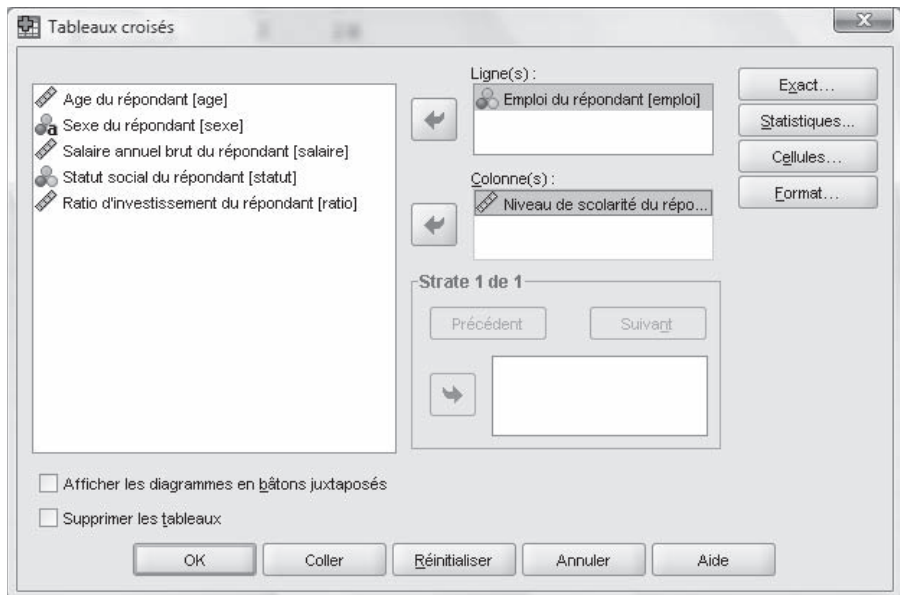 Tableaux croisés
Age du répondant [age]
Sexe du répondant [sexe]
Salaire annuel brut du répondant [salaire]
Statut social du répondant [statut]
Ratio d'investissement du répondant [ratio]
Ligne(s) :
Emploi du répondant [emploi]
Colonne(s) :
Niveau de scolarité du répo...
Strate 1 de 1
Précédent
Suivant
Exact...
Statistiques...
Cellules...
Format...
Afficher les diagrammes en bâtons juxtaposés
Supprimer les tableaux
OK
Coller
Réinitialiser
Annuler
Aide